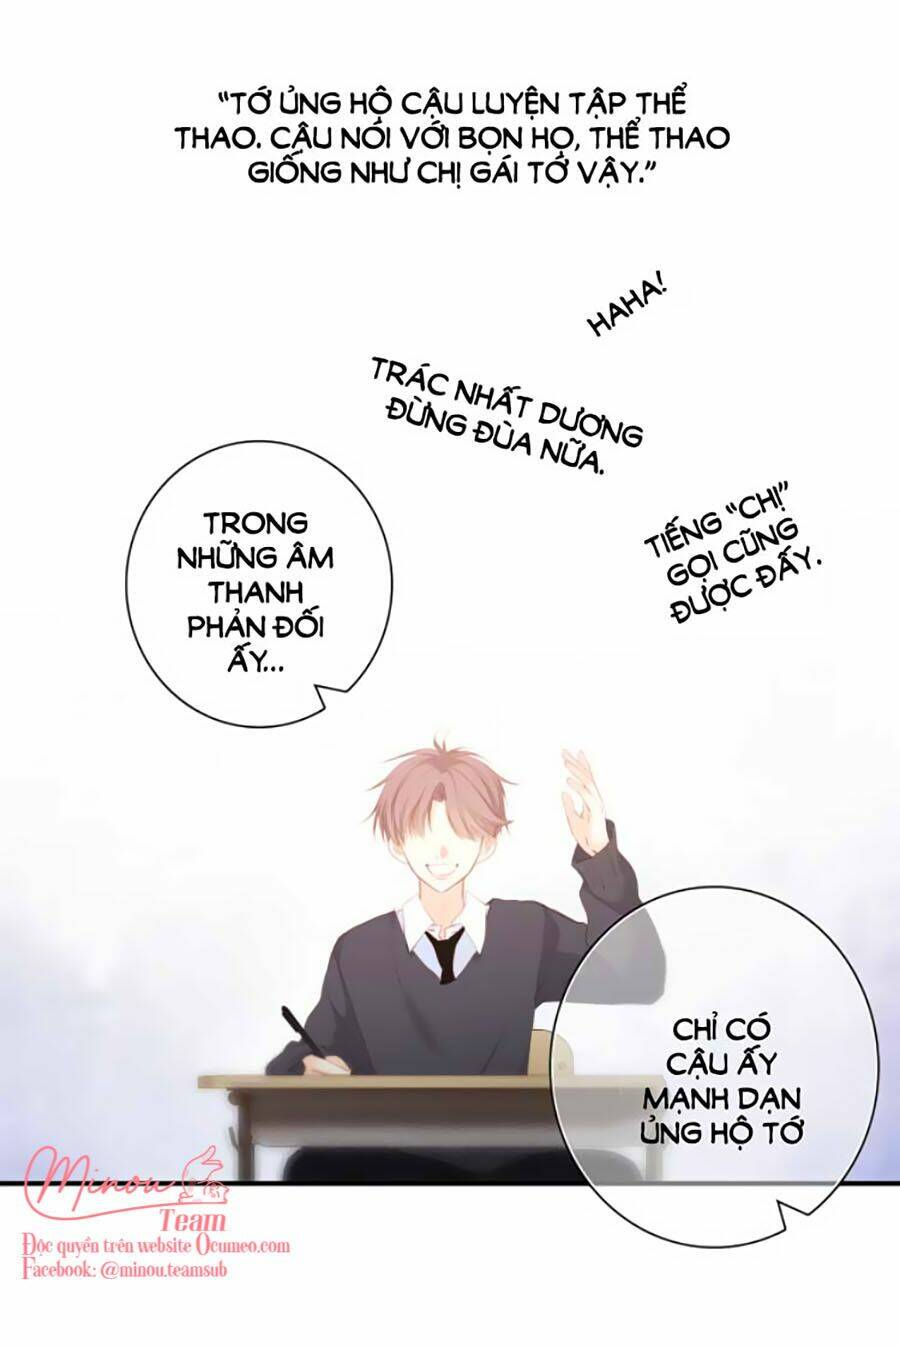 "TỚ ỦNG HỘ CẬU LUYỆN TẬP THỂ
THAO. CẬU NÓI VỚI BỌN HỌ, THỂ THAO
GIỐNG NHƯ CHỊ GÁI TỚ VẬY."
HAHA!
TRÁC NHẤT DƯƠNG
ĐỪNG ĐÙA NỮA.
TIẾNG "CHỊ"
GỌI CŨNG
ĐƯỢC ĐẤY.
TRONG
NHỮNG ÂM
THANH
PHẢN ĐỐI
ẤY...
CHỈ CÓ
CẬU ẤY
MẠNH DẠN
ỦNG HỘ TỚ
Minou
Team
Độc quyền trên website Ocumeo.com
Facebook: @minou.teamsub